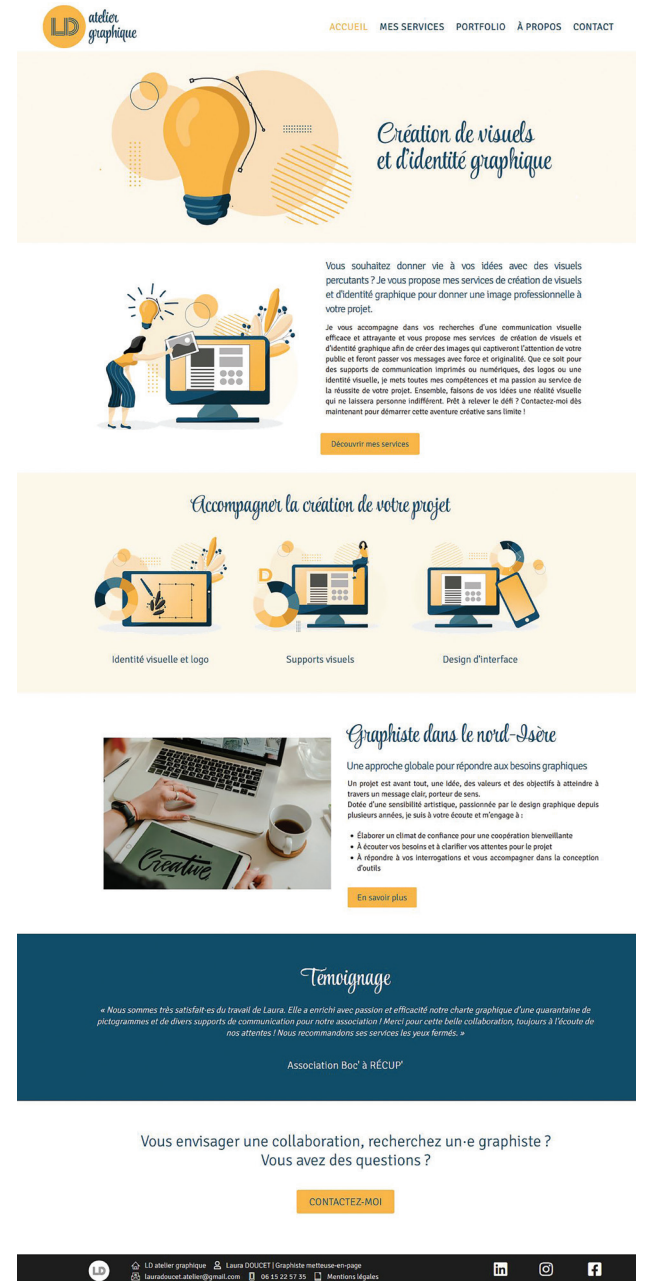 LD atelier
graphique
ACCUEIL MES SERVICES PORTFOLIO À PROPOS CONTACT
Création de visuels
et d'identité graphique
Vous souhaitez donner vie à vos idées avec des visuels
percutants ? Je vous propose mes services de création de visuels
et d'identité graphique pour donner une image professionnelle à
votre projet.
Je vous accompagne dans vos recherches d'une communication visuelle
efficace et attrayante et vous propose mes services de création de visuels et
d'identité graphique afin de créer des images qui captiveront l'attention de votre
public et feront passer vos messages avec force et originalité. Que ce soit pour
des supports de communication imprimés ou numériques, des logos ou une
identité visuelle, je mets toutes mes compétences et ma passion au service de
la réussite de votre projet. Ensemble, faisons de vos idées une réalité visuelle
qui ne laissera personne indifférent. Prêt à relever le défi ? Contactez-moi dès
maintenant pour démarrer cette aventure créative sans limite !
Découvrir mes services
Accompagner la création de votre projet
D
Identité visuelle et logo
Supports visuels
Design d'interface
Graphiste dans le nord-Isère
Une approche globale pour répondre aux besoins graphiques
Un projet est avant tout, une idée, des valeurs et des objectifs à atteindre à
travers un message clair, porteur de sens.
Dotée d'une sensibilité artistique, passionnée par le design graphique depuis
plusieurs années, je suis à votre écoute et m'engage à :
• Élaborer un climat de confiance pour une coopération bienveillante
• À écouter vos besoins et à clarifier vos attentes pour le projet
• À répondre à vos interrogations et vous accompagner dans la conception
d'outils
Creative
En savoir plus
Témoignage
« Nous sommes très satisfait·es du travail de Laura. Elle a enrichi avec passion et efficacité notre charte graphique d'une quarantaine de
pictogrammes et de divers supports de communication pour notre association ! Merci pour cette belle collaboration, toujours à l'écoute de
nos attentes ! Nous recommandons ses services les yeux fermés. »
Association Boc' à RÉCUP'
Vous envisager une collaboration, recherchez un·e graphiste ?
Vous avez des questions ?
CONTACTEZ-MOI
LD
LD atelier graphique Laura DOUCET | Graphiste metteuse-en-page
lauradoucet.atelier@gmail.com 06 15 22 57 35 Mentions légales